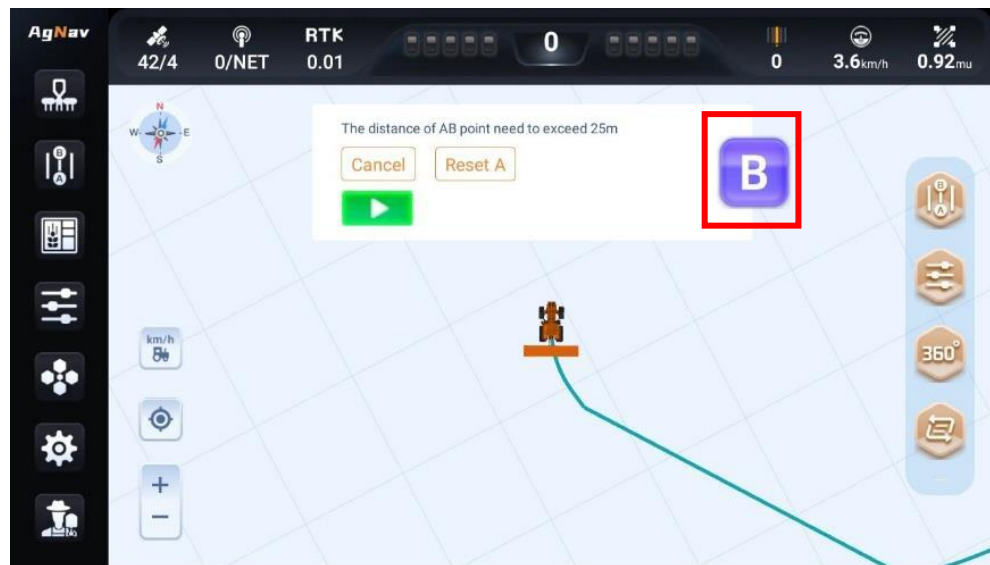 AgNav
42/4
0/NET
RTK
0.01
0
0
3.6km/h
0.92mu
N
W
E
S
The distance of AB point need to exceed 25m
Cancel
Reset A
B
B
A
B
A
km/h
360°
+
−